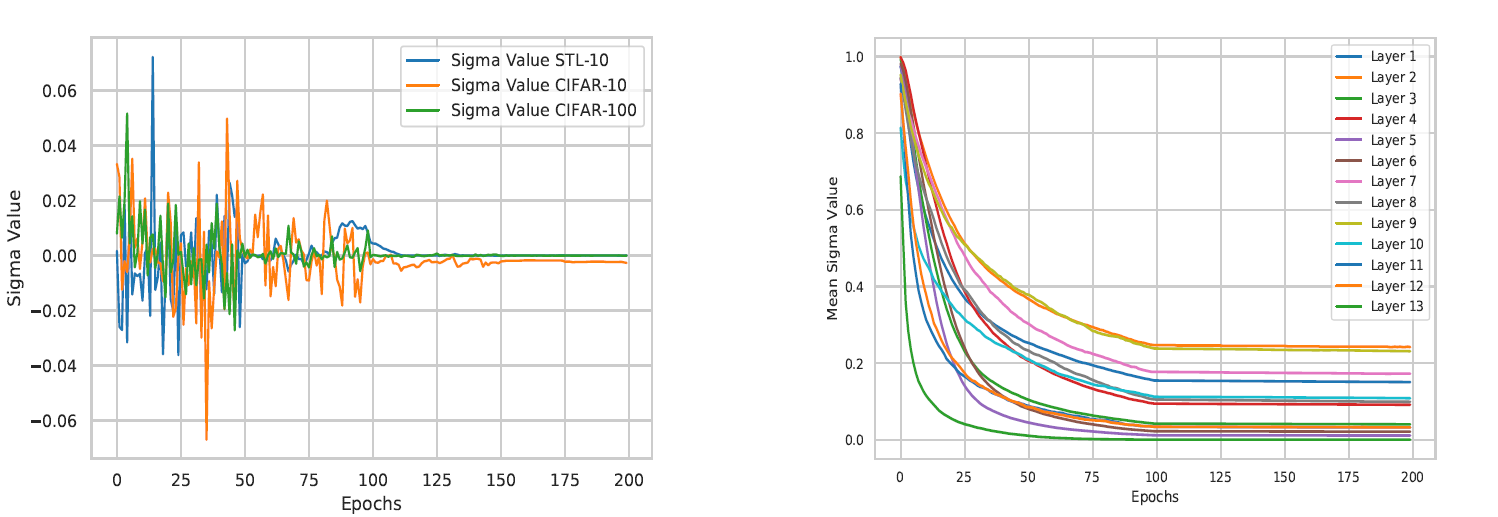 Sigma Value STL-10
Sigma Value CIFAR-10
Sigma Value CIFAR-100
0.06
0.04
0.02
0.00
−0.02
−0.04
−0.06
Sigma Value
0 25 50 75 100 125 150 175 200
Epochs
Layer 1
Layer 2
Layer 3
Layer 4
Layer 5
Layer 6
Layer 7
Layer 8
Layer 9
Layer 10
Layer 11
Layer 12
Layer 13
1.0
0.8
0.6
0.4
0.2
0.0
Mean Sigma Value
0 25 50 75 100 125 150 175 200
Epochs